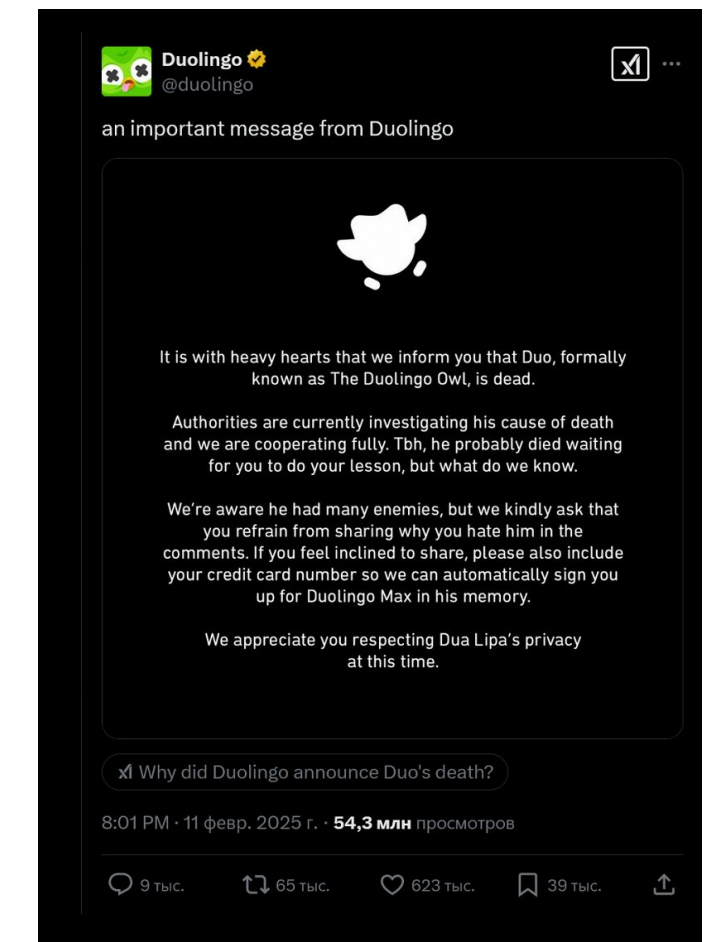 Duolingo
@duolingo
an important message from Duolingo
It is with heavy hearts that we inform you that Duo, formally
known as The Duolingo Owl, is dead.
Authorities are currently investigating his cause of death
and we are cooperating fully. Tbh, he probably died waiting
for you to do your lesson, but what do we know.
We're aware he had many enemies, but we kindly ask that
you refrain from sharing why you hate him in the
comments. If you feel inclined to share, please also include
your credit card number so we can automatically sign you
up for Duolingo Max in his memory.
We appreciate you respecting Dua Lipa's privacy
at this time.
Why did Duolingo announce Duo's death?
8:01 PM · 11 февр. 2025 г. · 54,3 млн просмотров
9 тыс. 65 тыс. 623 тыс. 39 тыс.